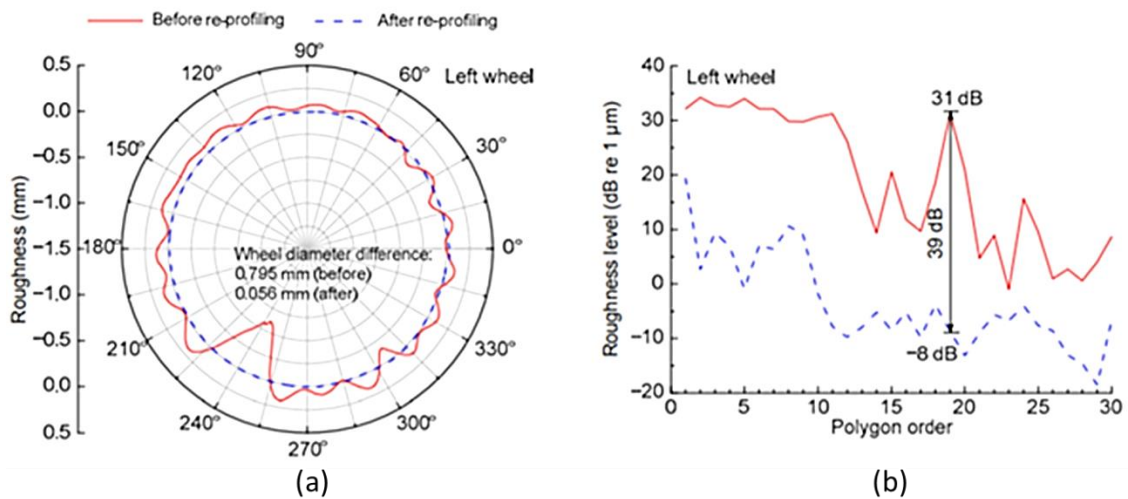 Before re-profiling
After re-profiling
Left wheel
Roughness (mm)
0.5
0.0
−0.5
−1.0
−1.5
−1.0
−0.5
0.0
0.5
90°
120°
60°
150°
30°
180°
0°
210°
330°
240°
300°
270°
Wheel diameter difference:
0.795 mm (before)
0.056 mm (after)
(a)
Left wheel
Roughness level (dB re 1 µm)
40
30
20
10
0
−10
−20
31 dB
39 dB
−8 dB
0
5
10
15
20
25
30
Polygon order
(b)